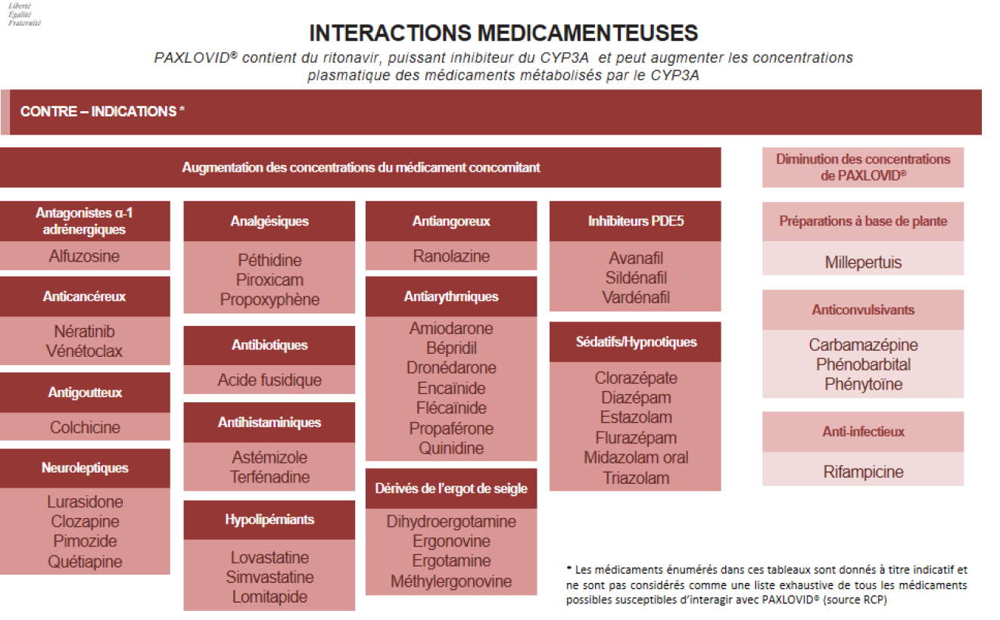 Liberté
Égalité
Fraternité
INTERACTIONS MEDICAMENTEUSES
PAXLOVID® contient du ritonavir, puissant inhibiteur du CYP3A et peut augmenter les concentrations
plasmatique des médicaments métabolisés par le CYP3A
CONTRE – INDICATIONS *
Augmentation des concentrations du médicament concomitant
Antagonistes α-1
adrénergiques
Alfuzosine
Anticancéreux
Nératinib
Vénétoclax
Antigoutteux
Colchicine
Neuroleptiques
Lurasidone
Clozapine
Pimozide
Quétiapine
Analgésiques
Péthidine
Piroxicam
Propoxyphène
Antibiotiques
Acide fusidique
Antihistaminiques
Astémizole
Terfénadine
Hypolipémiants
Lovastatine
Simvastatine
Lomitapide
Antiangoreux
Ranolazine
Antiarythmiques
Amiodarone
Bépridil
Dronédarone
Encaïnide
Flécaïnide
Propaférone
Quinidine
Dérivés de l'ergot de seigle
Dihydroergotamine
Ergonovine
Ergotamine
Méthylergonovine
Inhibiteurs PDE5
Avanafil
Sildénafil
Vardénafil
Sédatifs/Hypnotiques
Clorazépate
Diazépam
Estazolam
Flurazépam
Midazolam oral
Triazolam
Diminution des concentrations
de PAXLOVID®
Préparations à base de plante
Millepertuis
Anticonvulsivants
Carbamazépine
Phénobarbital
Phénytoïne
Anti-infectieux
Rifampicine
* Les médicaments énumérés dans ces tableaux sont donnés à titre indicatif et
ne sont pas considérés comme une liste exhaustive de tous les médicaments
possibles susceptibles d'interagir avec PAXLOVID® (source RCP)